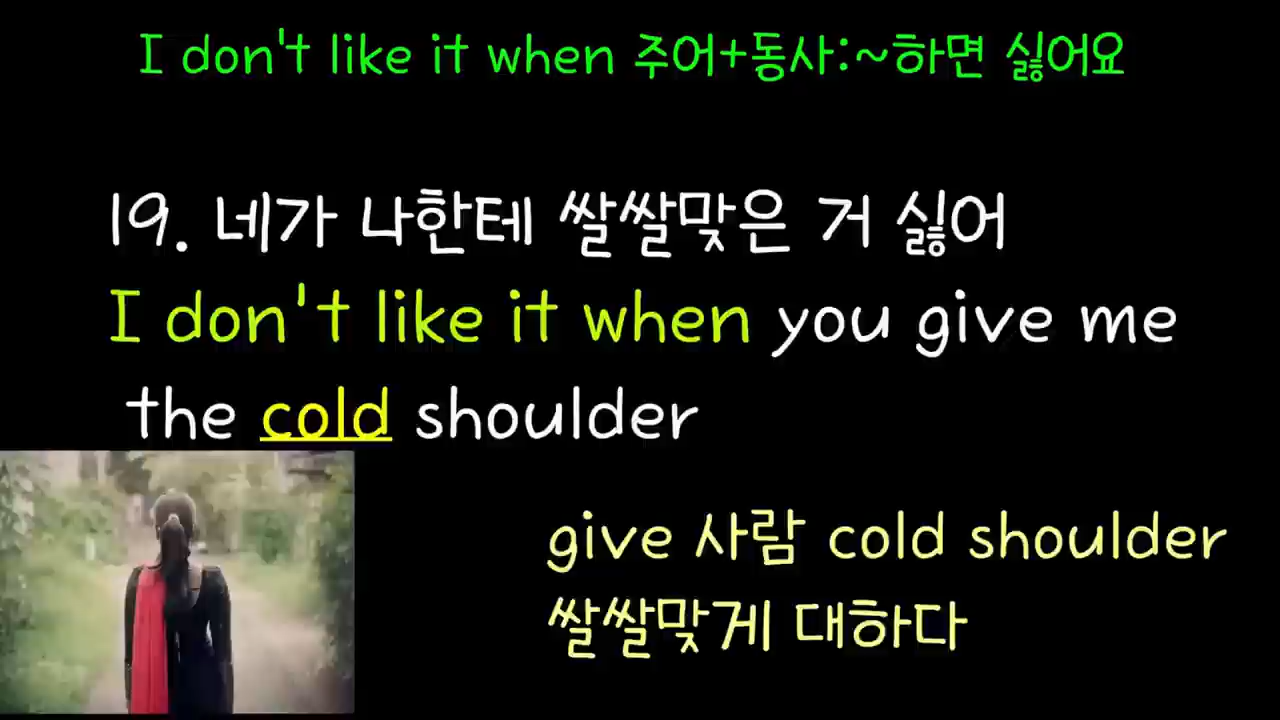 I don't like it when 주어+동사:~하면 싫어요
19. 네가 나한테 쌀쌀맞은 거 싫어
I don't like it when you give me
the cold shoulder
give 사람 cold shoulder
쌀쌀맞게 대하다